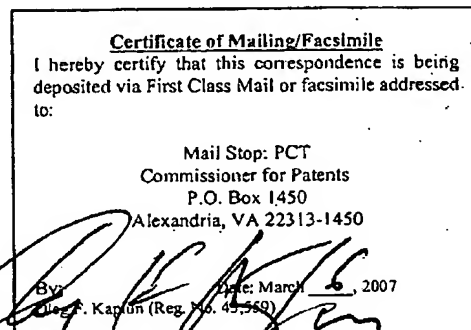 Certificate of Mailing/Facsimile
I hereby certify that this correspondence is being
deposited via First Class Mail or facsimile addressed
to:
Mail Stop: PCT
Commissioner for Patents
P.O. Box 1450
Alexandria, VA 22313-1450
By: Date: March 6, 2007
Oleg F. Kaplun (Reg. No. 45,559)